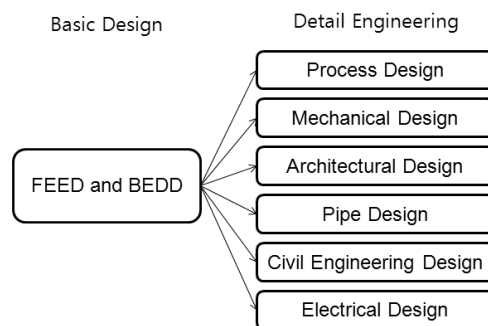 Basic Design
Detail Engineering
FEED and BEDD
Process Design
Mechanical Design
Architectural Design
Pipe Design
Civil Engineering Design
Electrical Design